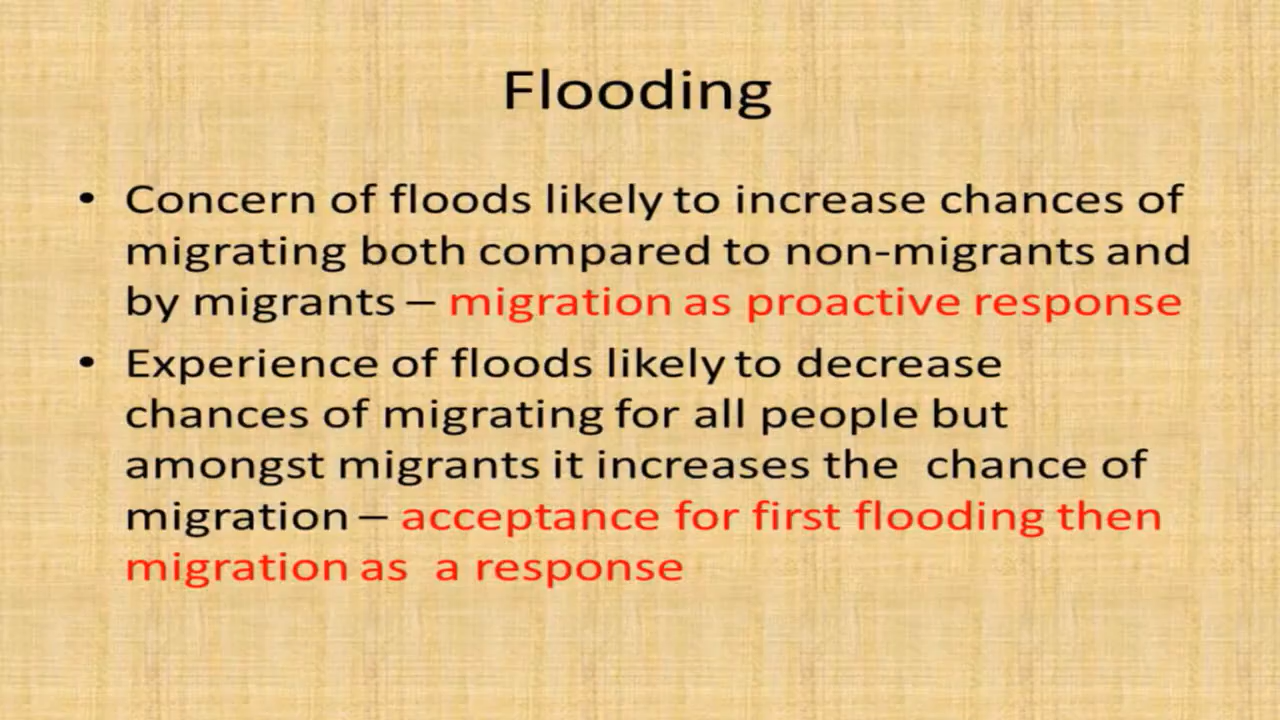 Flooding
• Concern of floods likely to increase chances of
migrating both compared to non-migrants and
by migrants – migration as proactive response
• Experience of floods likely to decrease
chances of migrating for all people but
amongst migrants it increases the  chance of
migration – acceptance for first flooding then
migration as  a response